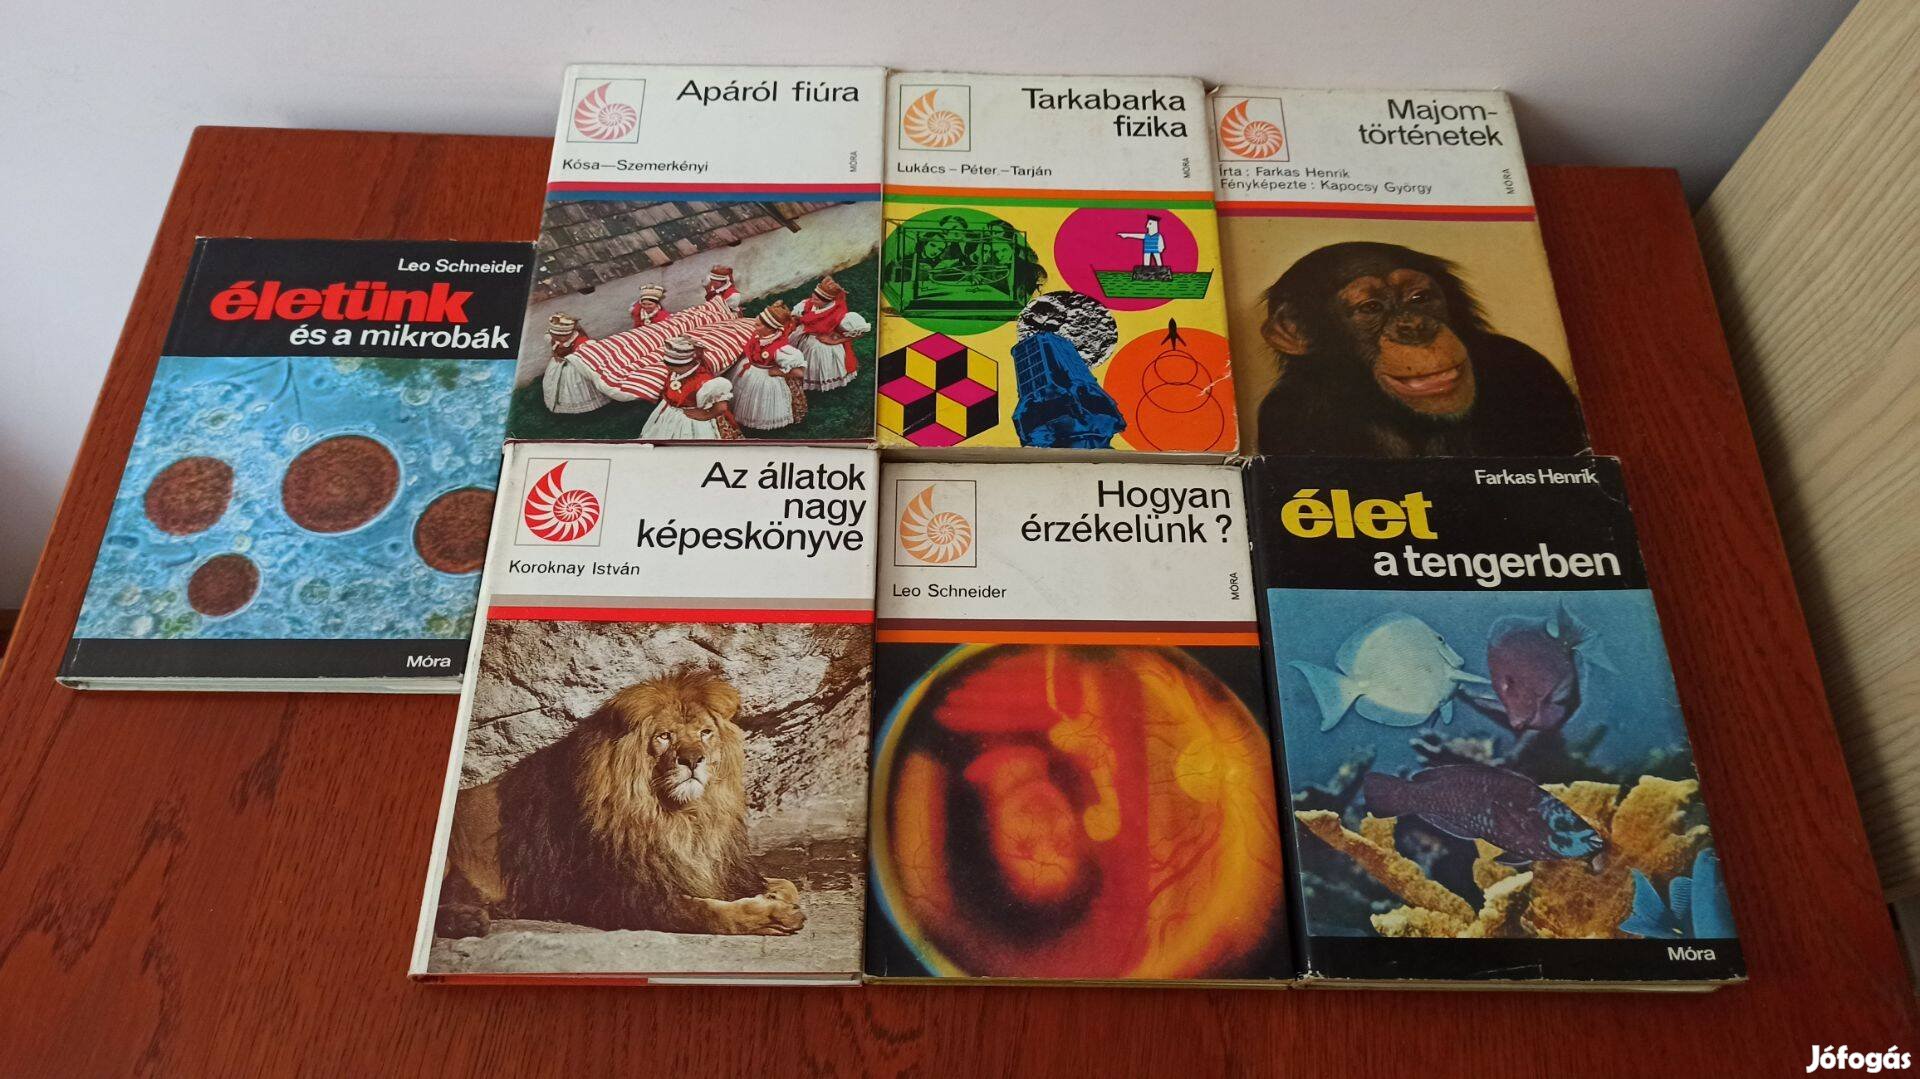 Apáról fiúra
Kósa—Szemerkényi
MÓRA
Tarkabarka
fizika
Lukács – Péter – Tarján
MÓRA
Majom-
történetek
Írta : Farkas Henrik
Fényképezte : Kapocsy György
MÓRA
Leo Schneider
életünk
és a mikrobák
Móra
Az állatok
nagy
képeskönyve
Koroknay István
Hogyan
érzékelünk ?
Leo Schneider
MÓRA
Farkas Henrik
élet
a tengerben
Móra
Jófogás